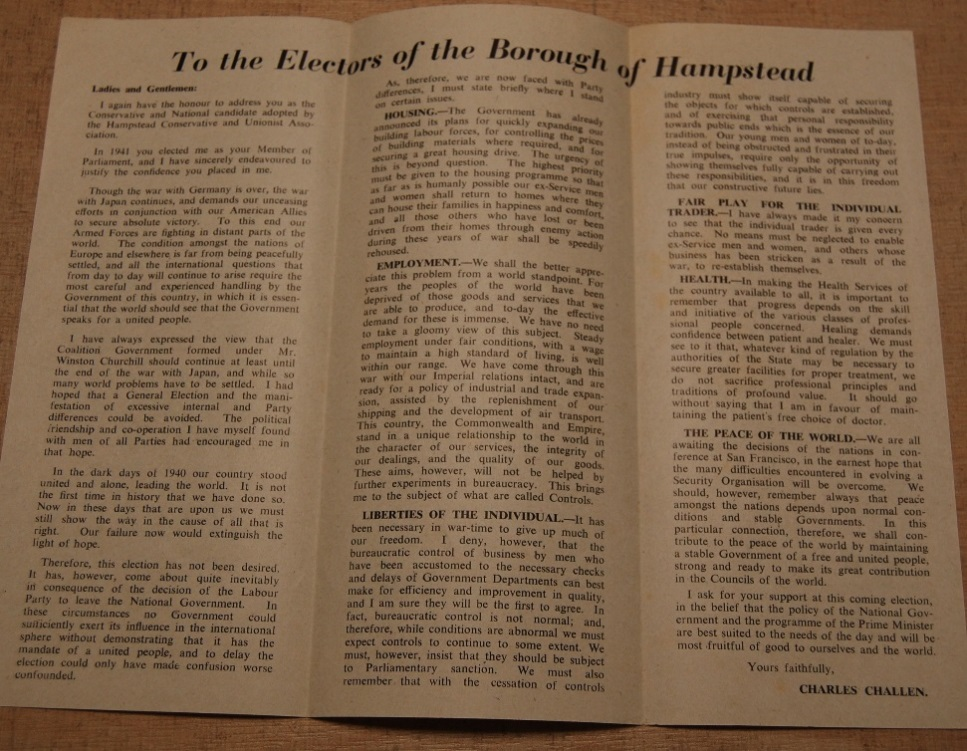 To the Electors of the Borough of Hampstead
Ladies and Gentlemen:
I again have the honour to address you as the
Conservative and National candidate adopted by
the Hampstead Conservative and Unionist Asso-
ciation.
In 1941 you elected me as your Member of
Parliament, and I have sincerely endeavoured to
justify the confidence you placed in me.
Though the war with Germany is over, the war
with Japan continues, and demands our unceasing
efforts in conjunction with our American Allies
to secure absolute victory. To this end our
Armed Forces are fighting in distant parts of the
world. The condition amongst the nations of
Europe and elsewhere is far from being peacefully
settled, and all the international questions that
from day to day will continue to arise require the
most careful and experienced handling by the
Government of this country, in which it is essen-
tial that the world should see that the Government
speaks for a united people.
I have always expressed the view that the
Coalition Government formed under Mr.
Winston Churchill should continue at least until
the end of the war with Japan, and while so
many world problems have to be settled. I had
hoped that a General Election and the mani-
festation of excessive internal and Party
differences could be avoided. The political
friendship and co-operation I have myself found
with men of all Parties had encouraged me in
that hope.
In the dark days of 1940 our country stood
united and alone, leading the world. It is not
the first time in history that we have done so.
Now in these days that are upon us we must
still show the way in the cause of all that is
right. Our failure now would extinguish the
light of hope.
Therefore, this election has not been desired.
It has, however, come about quite inevitably
in consequence of the decision of the Labour
Party to leave the National Government. In
these circumstances no Government could
sufficiently exert its influence in the international
sphere without demonstrating that it has the
mandate of a united people, and to delay the
election could only have made confusion worse
confounded.
As, therefore, we are now faced with Party
differences, I must state briefly where I stand
on certain issues.
HOUSING.—The Government has already
announced its plans for quickly expanding our
building labour forces, for controlling the prices
of building materials where required, and for
securing a great housing drive. The urgency of
this is beyond question. The highest priority
must be given to the housing programme so that
as far as is humanly possible our ex-Service men
and women shall return to homes where they
can house their families in happiness and comfort,
and all those others who have lost or been
driven from their homes through enemy action
during these years of war shall be speedily
rehoused.
EMPLOYMENT.—We shall the better appre-
ciate this problem from a world standpoint. For
years the peoples of the world have been
deprived of those goods and services that we
are able to produce, and to-day the effective
demand for these is immense. We have no need
to take a gloomy view of this subject. Steady
employment under fair conditions, with a wage
to maintain a high standard of living, is well
within our range. We have come through this
war with our Imperial relations intact, and are
ready for a policy of industrial and trade expan-
sion, assisted by the replenishment of our
shipping and the development of air transport.
This country, the Commonwealth and Empire,
stand in a unique relationship to the world in
the character of our services, the integrity of
our dealings, and the quality of our goods.
These aims, however, will not be helped by
further experiments in bureaucracy. This brings
me to the subject of what are called Controls.
LIBERTIES OF THE INDIVIDUAL.—It has
been necessary in war-time to give up much of
our freedom. I deny, however, that the
bureaucratic control of business by men who
have been accustomed to the necessary checks
and delays of Government Departments can best
make for efficiency and improvement in quality,
and I am sure they will be the first to agree. In
fact, bureaucratic control is not normal; and,
therefore, while conditions are abnormal we must
expect controls to continue to some extent. We
must, however, insist that they should be subject
to Parliamentary sanction. We must also
remember that with the cessation of controls
industry must show itself capable of securing
the objects for which controls are established,
and of exercising that personal responsibility
towards public ends which is the essence of our
tradition. Our young men and women of to-day,
instead of being obstructed and frustrated in their
true impulses, require only the opportunity of
showing themselves fully capable of carrying out
these responsibilities, and it is in this freedom
that our constructive future lies.
FAIR PLAY FOR THE INDIVIDUAL
TRADER.—I have always made it my concern
to see that the individual trader is given every
chance. No means must be neglected to enable
ex-Service men and women, and others whose
business has been stricken as a result of the
war, to re-establish themselves.
HEALTH.—In making the Health Services of
the country available to all, it is important to
remember that progress depends on the skill
and initiative of the various classes of profes-
sional people concerned. Healing demands
confidence between patient and healer. We must
see to it that, whatever kind of regulation by the
authorities of the State may be necessary to
secure greater facilities for proper treatment, we
do not sacrifice professional principles and
traditions of profound value. It should go
without saying that I am in favour of main-
taining the patient's free choice of doctor.
THE PEACE OF THE WORLD.—We are all
awaiting the decisions of the nations in con-
ference at San Francisco, in the earnest hope that
the many difficulties encountered in evolving a
Security Organisation will be overcome. We
should, however, remember always that peace
amongst the nations depends upon normal con-
ditions and stable Governments. In this
particular connection, therefore, we shall con-
tribute to the peace of the world by maintaining
a stable Government of a free and united people,
strong and ready to make its great contribution
in the Councils of the world.
I ask for your support at this coming election,
in the belief that the policy of the National Gov-
ernment and the programme of the Prime Minister
are best suited to the needs of the day and will be
most fruitful of good to ourselves and the world.
Yours faithfully,
CHARLES CHALLEN.